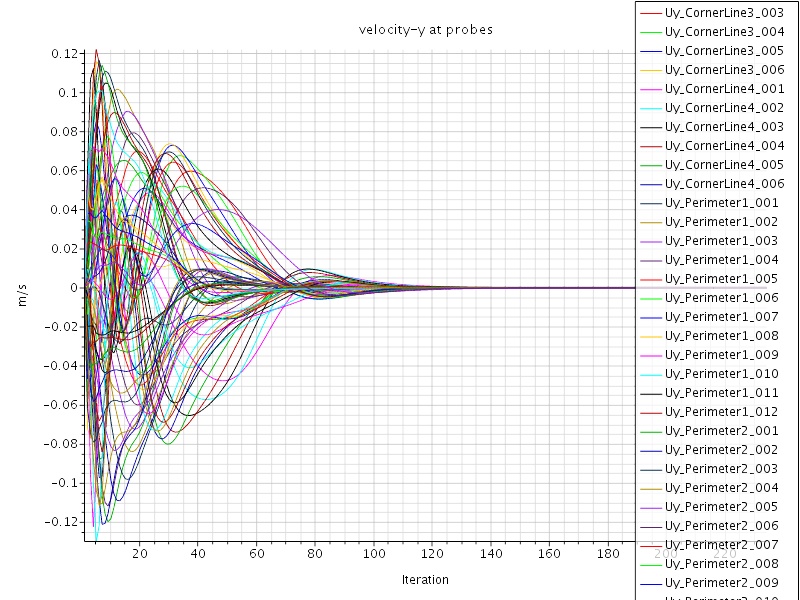 velocity-y at probes
0.12
0.1
0.08
0.06
0.04
0.02
0
-0.02
-0.04
-0.06
-0.08
-0.1
-0.12
m/s
20 40 60 80 100 120 140 160 180 200 220
Iteration
Uy_CornerLine3_003
Uy_CornerLine3_004
Uy_CornerLine3_005
Uy_CornerLine3_006
Uy_CornerLine4_001
Uy_CornerLine4_002
Uy_CornerLine4_003
Uy_CornerLine4_004
Uy_CornerLine4_005
Uy_CornerLine4_006
Uy_Perimeter1_001
Uy_Perimeter1_002
Uy_Perimeter1_003
Uy_Perimeter1_004
Uy_Perimeter1_005
Uy_Perimeter1_006
Uy_Perimeter1_007
Uy_Perimeter1_008
Uy_Perimeter1_009
Uy_Perimeter1_010
Uy_Perimeter1_011
Uy_Perimeter1_012
Uy_Perimeter2_001
Uy_Perimeter2_002
Uy_Perimeter2_003
Uy_Perimeter2_004
Uy_Perimeter2_005
Uy_Perimeter2_006
Uy_Perimeter2_007
Uy_Perimeter2_008
Uy_Perimeter2_009